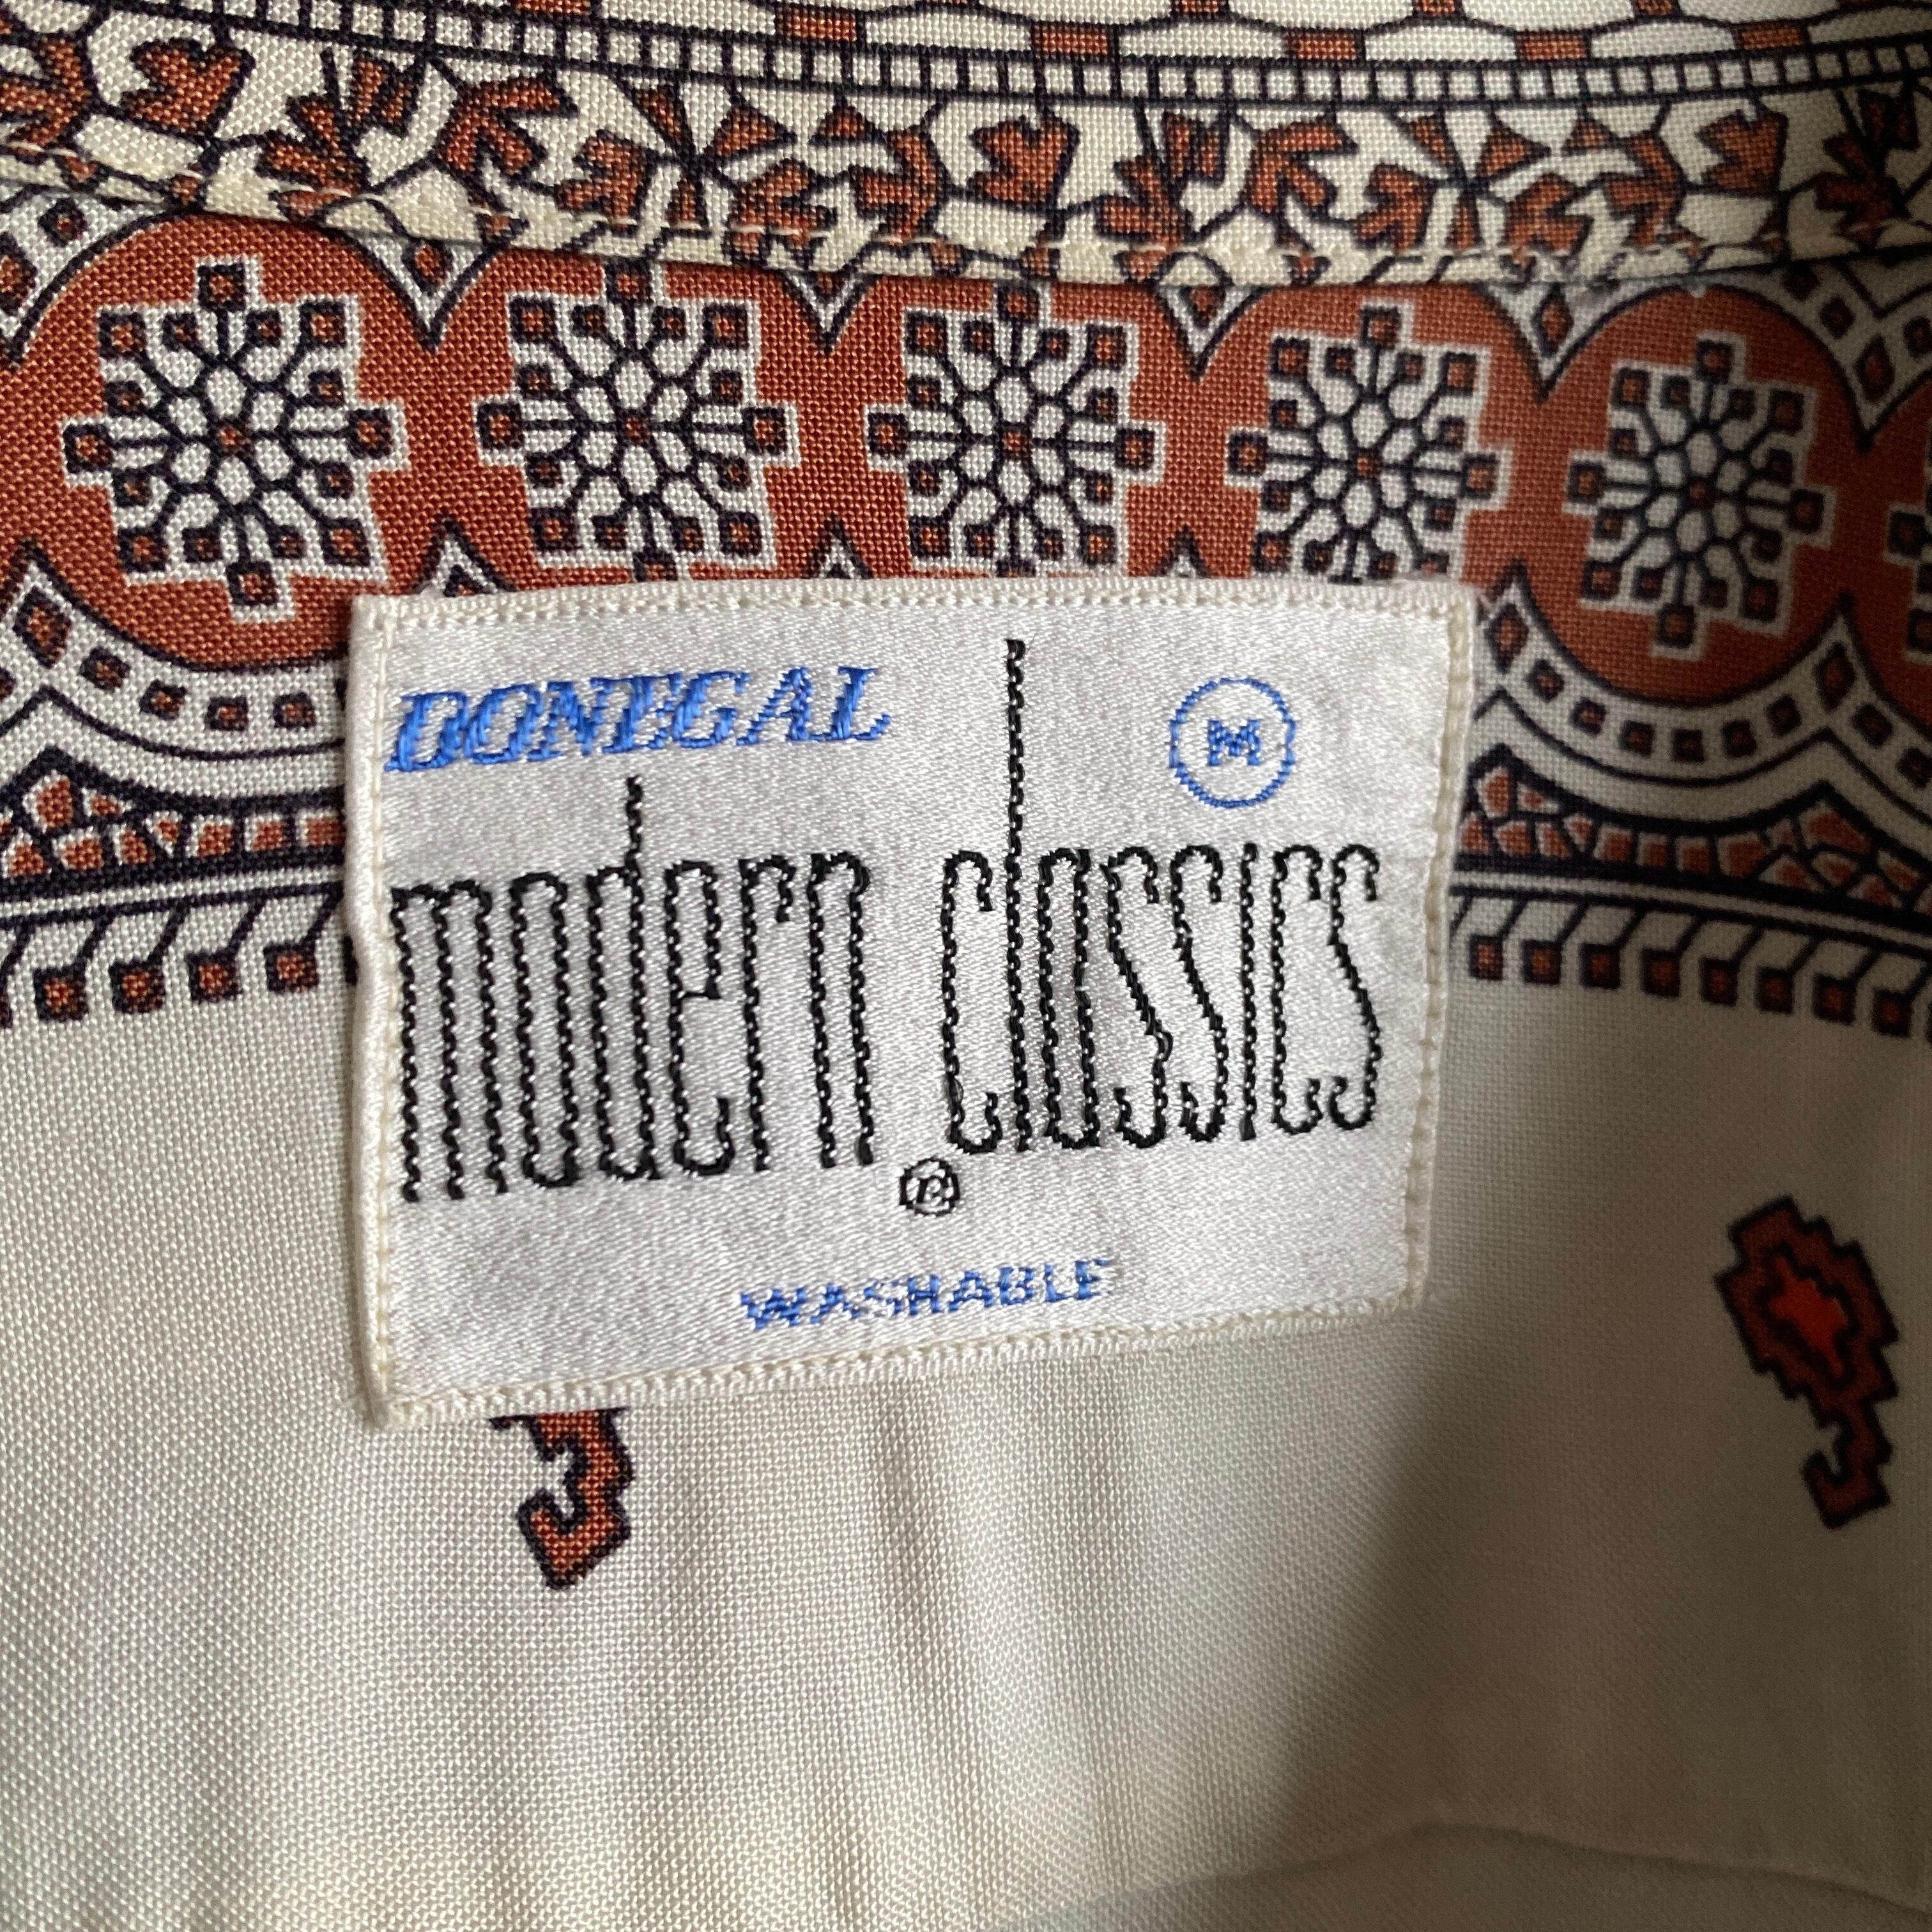 DONEGAL M
modern classics
®
WASHABLE